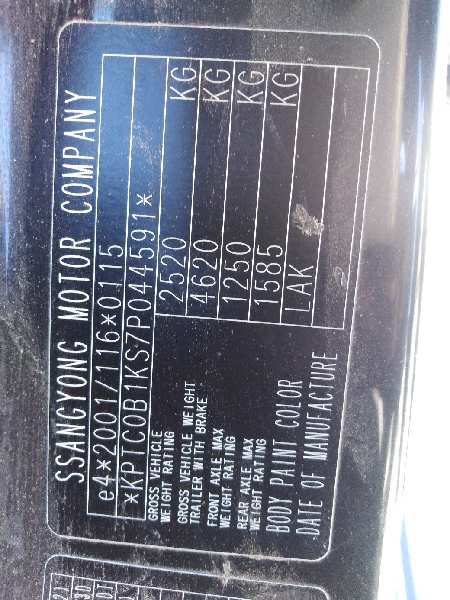 SSANGYONG MOTOR COMPANY
e4*2001/116*0115
*KPTC0B1KS7P044591*
GROSS VEHICLE
WEIGHT RATING 2520 KG
GROSS VEHICLE WEIGHT
TRAILER WITH BRAKE 4620 KG
FRONT AXLE MAX
WEIGHT RATING 1250 KG
REAR AXLE MAX
WEIGHT RATING 1585 KG
BODY PAINT COLOR LAK
DATE OF MANUFACTURE